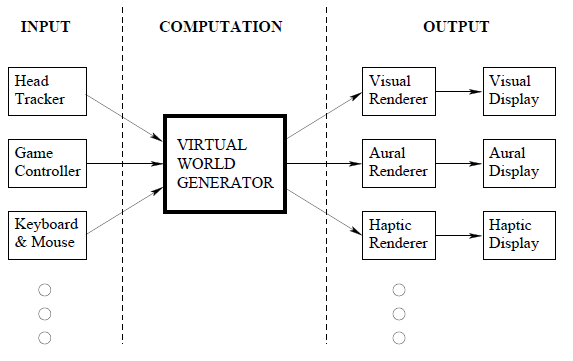 INPUT
COMPUTATION
OUTPUT
Head
Tracker
Game
Controller
Keyboard
& Mouse
VIRTUAL
WORLD
GENERATOR
Visual
Renderer
Visual
Display
Aural
Renderer
Aural
Display
Haptic
Renderer
Haptic
Display